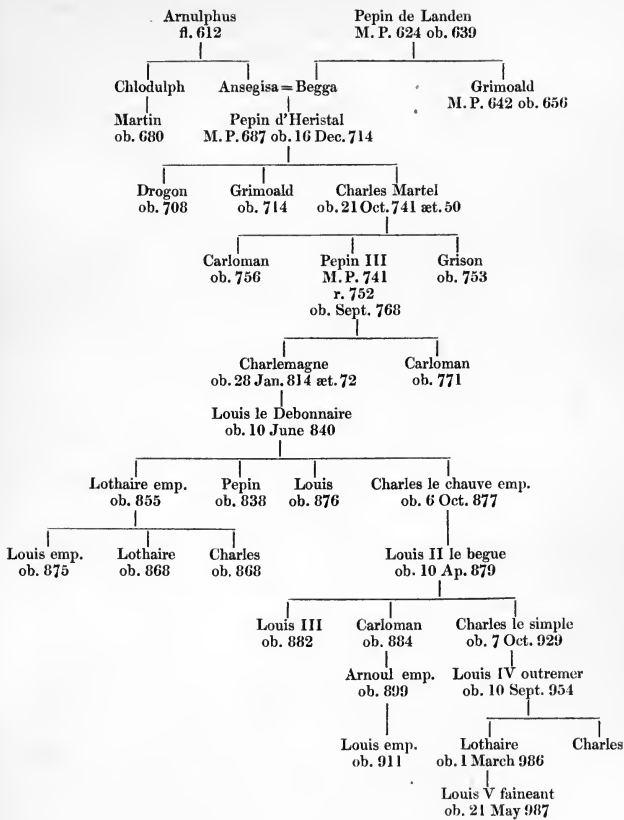 Arnulphus Pepin de Landen
fl. 612 M. P. 624 ob. 639
Chlodulph Ansegisa = Begga Grimoald
M. P. 642 ob. 656
Martin Pepin d'Heristal
ob. 680 M. P. 687 ob. 16 Dec. 714
Drogon Grimoald Charles Martel
ob. 708 ob. 714 ob. 21 Oct. 741 æt. 50
Carloman Pepin III Grison
ob. 756 M. P. 741 ob. 753
r. 752
ob. Sept. 768
Charlemagne Carloman
ob. 28 Jan. 814 æt. 72 ob. 771
Louis le Debonnaire
ob. 10 June 840
Lothaire emp. Pepin Louis Charles le chauve emp.
ob. 855 ob. 838 ob. 876 ob. 6 Oct. 877
Louis emp. Lothaire Charles Louis II le begue
ob. 875 ob. 868 ob. 868 ob. 10 Ap. 879
Louis III Carloman Charles le simple
ob. 882 ob. 884 ob. 7 Oct. 929
Arnoul emp. Louis IV outremer
ob. 899 ob. 10 Sept. 954
Louis emp. Lothaire Charles
ob. 911 ob. 1 March 986
Louis V faineant
ob. 21 May 987